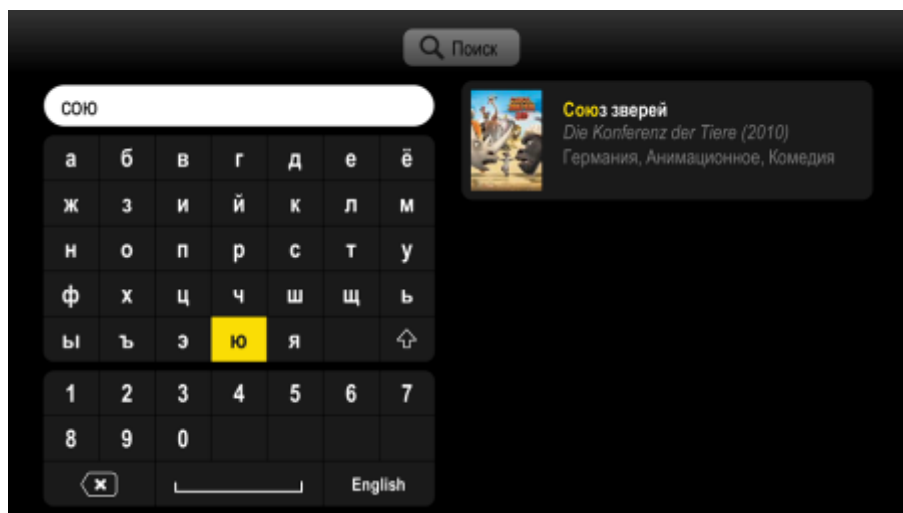 Поиск
сою
Союз зверей
Die Konferenz der Tiere (2010)
Германия, Анимационное, Комедия
а б в г д е ё
ж з и й к л м
н о п р с т у
ф х ц ч ш щ ь
ы ъ э ю я
1 2 3 4 5 6 7
8 9 0
English